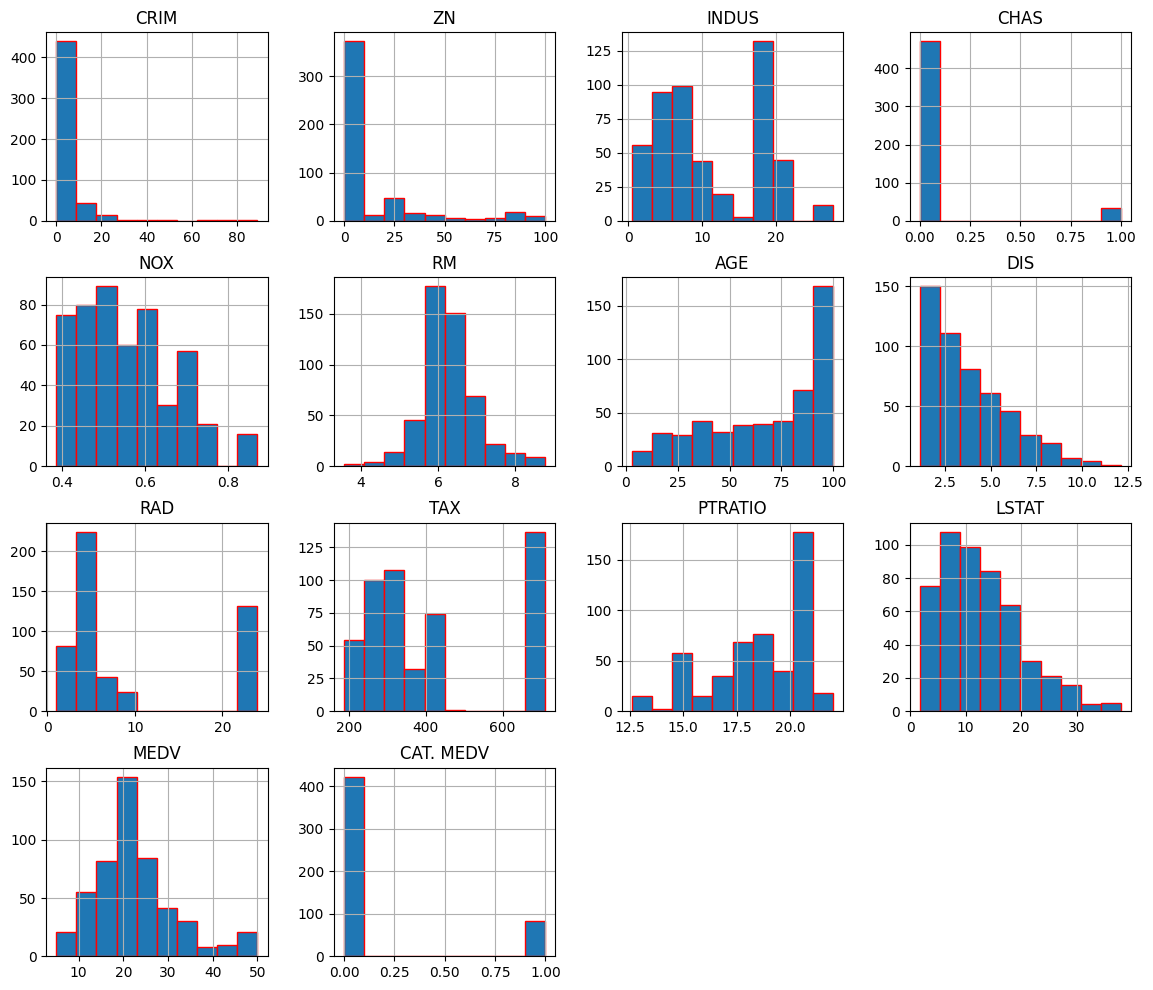 CRIM
400
300
200
100
0
0 20 40 60 80
ZN
300
200
100
0
0 25 50 75 100
INDUS
125
100
75
50
25
0
0 10 20
CHAS
400
300
200
100
0
0.00 0.25 0.50 0.75 1.00
NOX
80
60
40
20
0
0.4 0.6 0.8
RM
150
100
50
0
4 6 8
AGE
150
100
50
0
0 25 50 75 100
DIS
150
100
50
0
2.5 5.0 7.5 10.0 12.5
RAD
200
150
100
50
0
0 10 20
TAX
125
100
75
50
25
0
200 400 600
PTRATIO
150
100
50
0
12.5 15.0 17.5 20.0
LSTAT
100
80
60
40
20
0
0 10 20 30
MEDV
150
100
50
0
10 20 30 40 50
CAT. MEDV
400
300
200
100
0
0.00 0.25 0.50 0.75 1.00